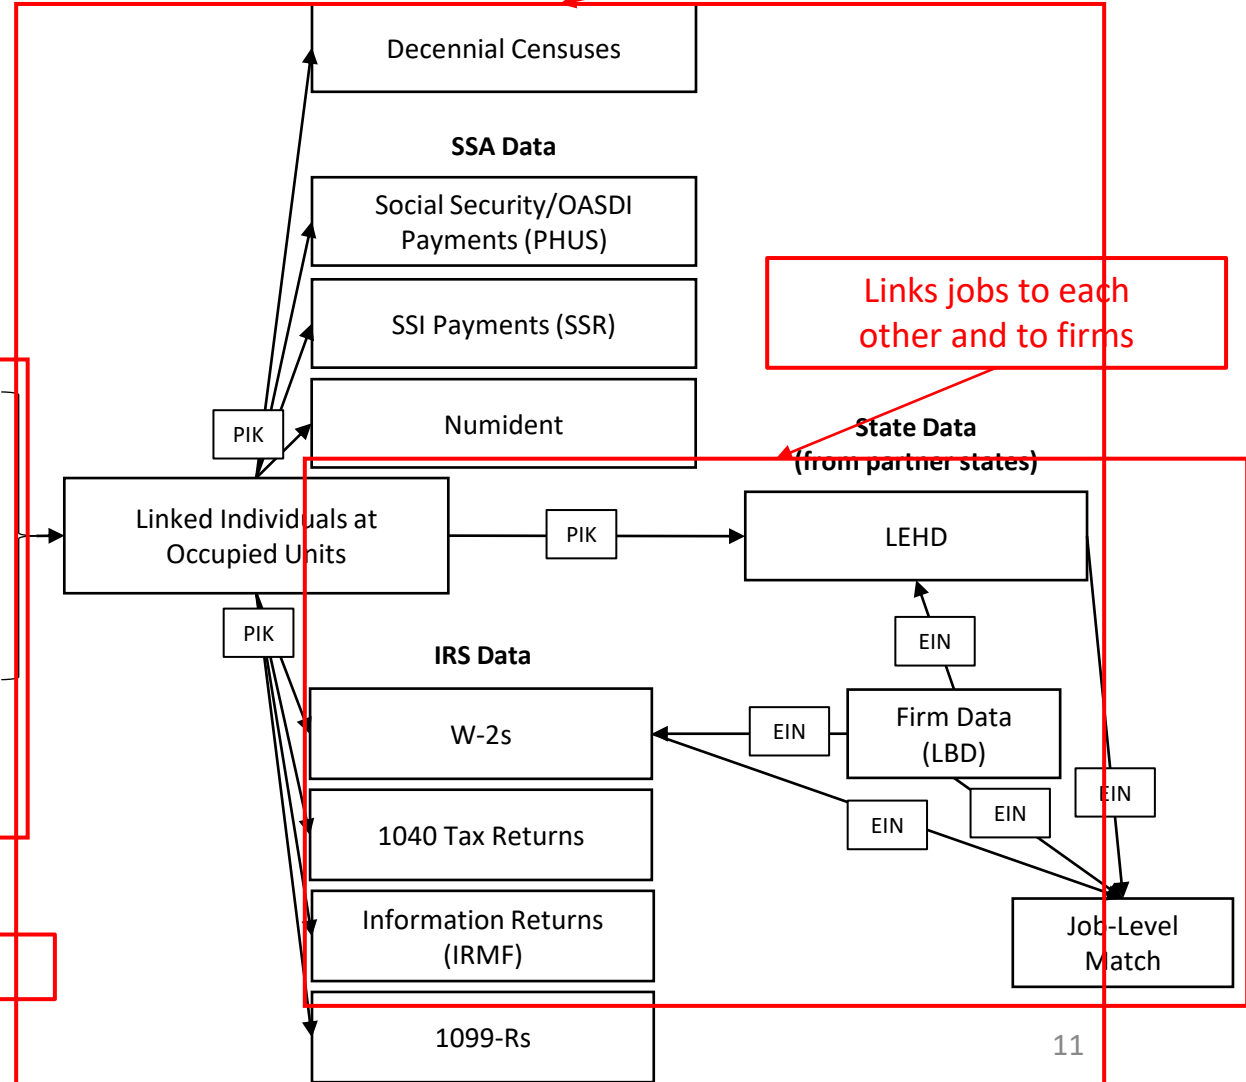 Decennial Censuses
SSA Data
Social Security/OASDI
Payments (PHUS)
SSI Payments (SSR)
Links jobs to each
other and to firms
Numident
PIK
State Data
(from partner states)
Linked Individuals at
Occupied Units
PIK
LEHD
PIK
EIN
IRS Data
W-2s
EIN
Firm Data
(LBD)
1040 Tax Returns
EIN
EIN
EIN
Information Returns
(IRMF)
Job-Level
Match
1099-Rs
11